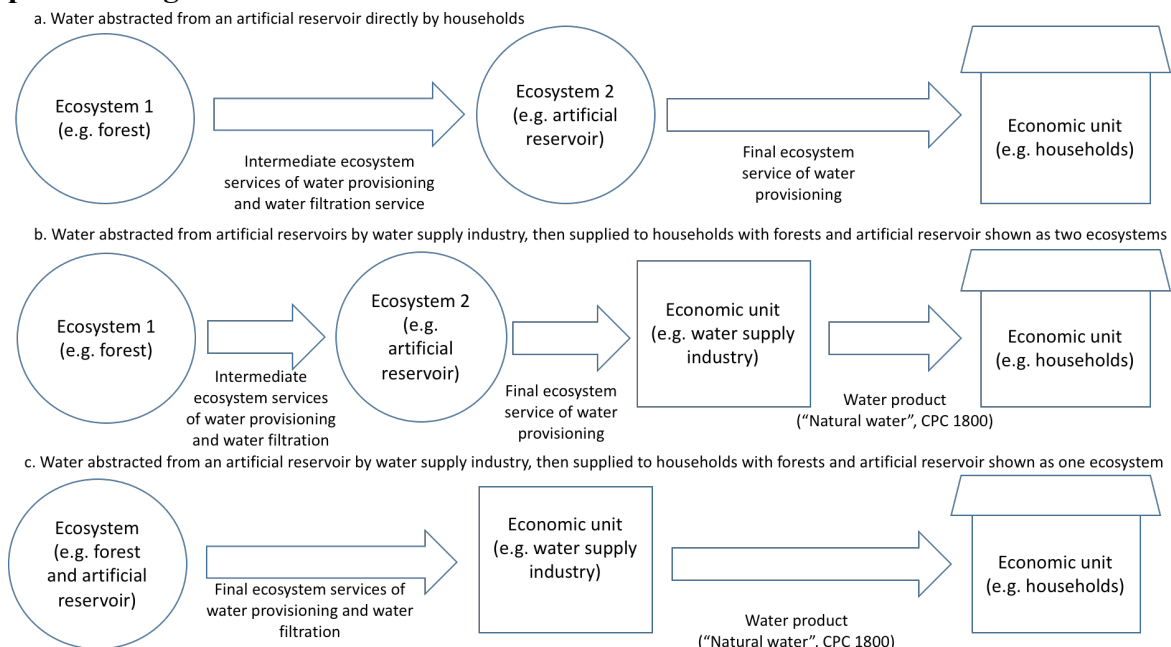 a. Water abstracted from an artificial reservoir directly by households
Ecosystem 1
(e.g. forest)
Intermediate ecosystem
services of water provisioning
and water filtration service
Ecosystem 2
(e.g. artificial
reservoir)
Final ecosystem
service of water
provisioning
Economic unit
(e.g. households)
b. Water abstracted from artificial reservoirs by water supply industry, then supplied to households with forests and artificial reservoir shown as two ecosystems
Ecosystem 1
(e.g. forest)
Intermediate
ecosystem services
of water provisioning
and water filtration
Ecosystem 2
(e.g.
artificial
reservoir)
Final ecosystem
service of water
provisioning
Economic unit
(e.g. water supply
industry)
Water product
(“Natural water”, CPC 1800)
Economic unit
(e.g. households)
c. Water abstracted from an artificial reservoir by water supply industry, then supplied to households with forests and artificial reservoir shown as one ecosystem
Ecosystem
(e.g. forest
and artificial
reservoir)
Final ecosystem services of
water provisioning and water
filtration
Economic unit
(e.g. water supply
industry)
Water product
(“Natural water”, CPC 1800)
Economic unit
(e.g. households)